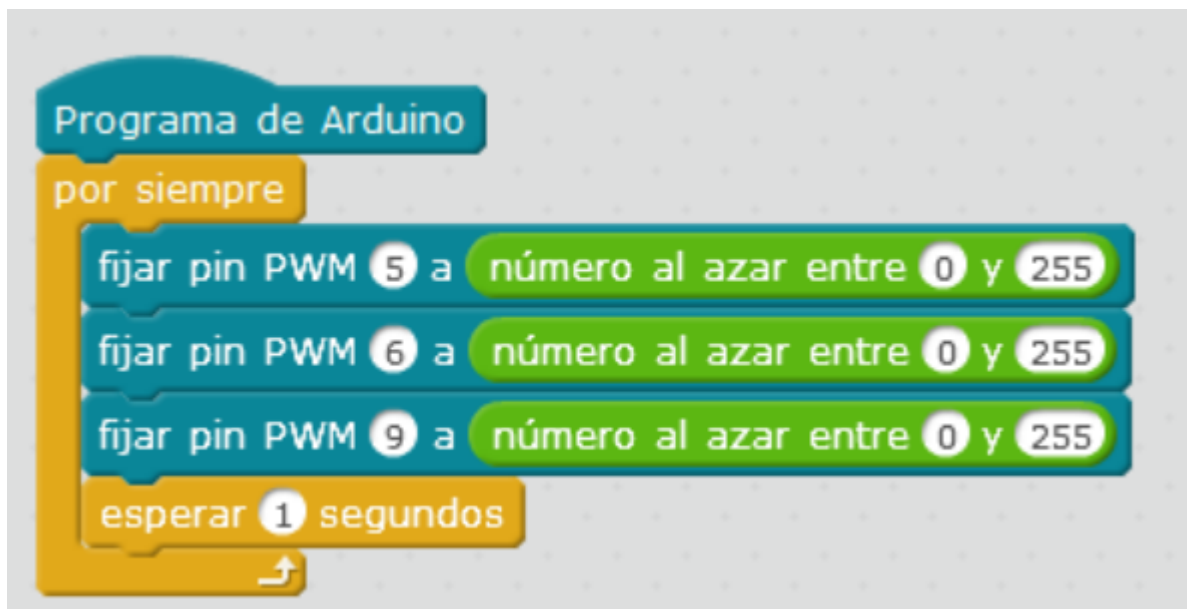 Programa de Arduino
por siempre
fijar pin PWM 5 a número al azar entre 0 y 255
fijar pin PWM 6 a número al azar entre 0 y 255
fijar pin PWM 9 a número al azar entre 0 y 255
esperar 1 segundos